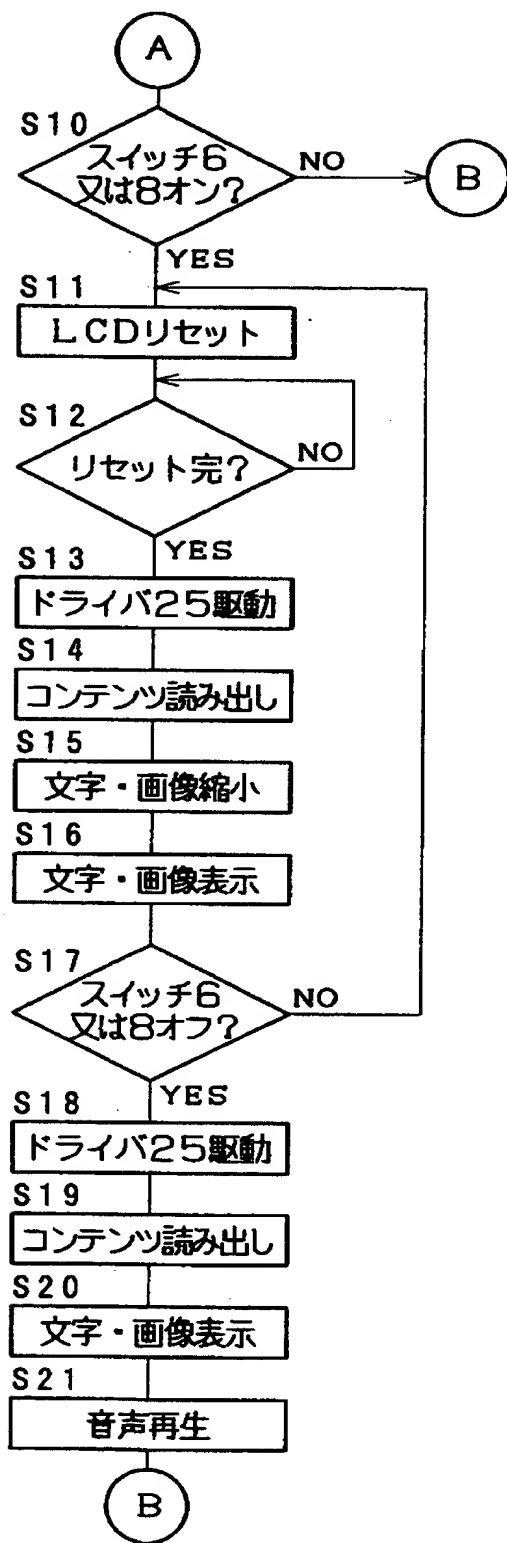 A
S10
スイッチ6
又は8オン?
NO
B
YES
S11
LCDリセット
S12
リセット完?
NO
YES
S13
ドライバ25駆動
S14
コンテンツ読み出し
S15
文字・画像縮小
S16
文字・画像表示
S17
スイッチ6
又は8オフ?
NO
YES
S18
ドライバ25駆動
S19
コンテンツ読み出し
S20
文字・画像表示
S21
音声再生
B